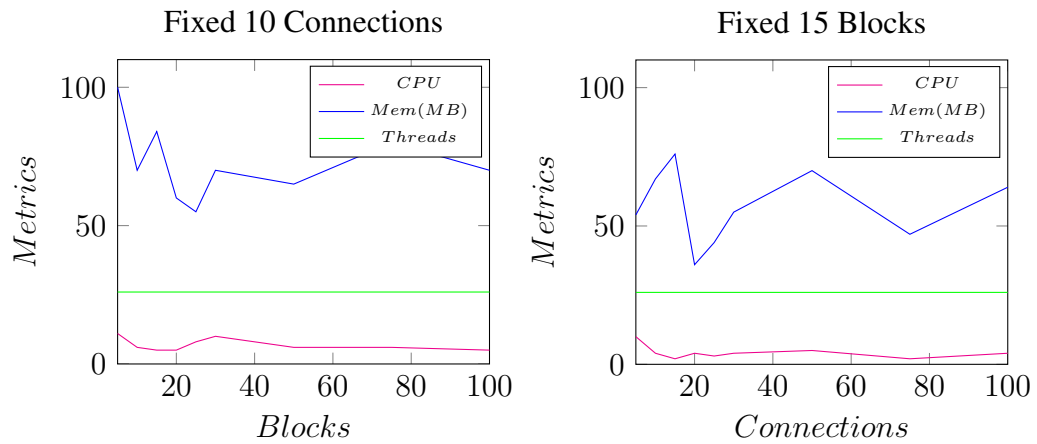 Fixed 10 Connections
CPU
Mem(MB)
Threads
100
50
0
20
40
60
80
100
Metrics
Blocks
Fixed 15 Blocks
CPU
Mem(MB)
Threads
100
50
0
20
40
60
80
100
Metrics
Connections